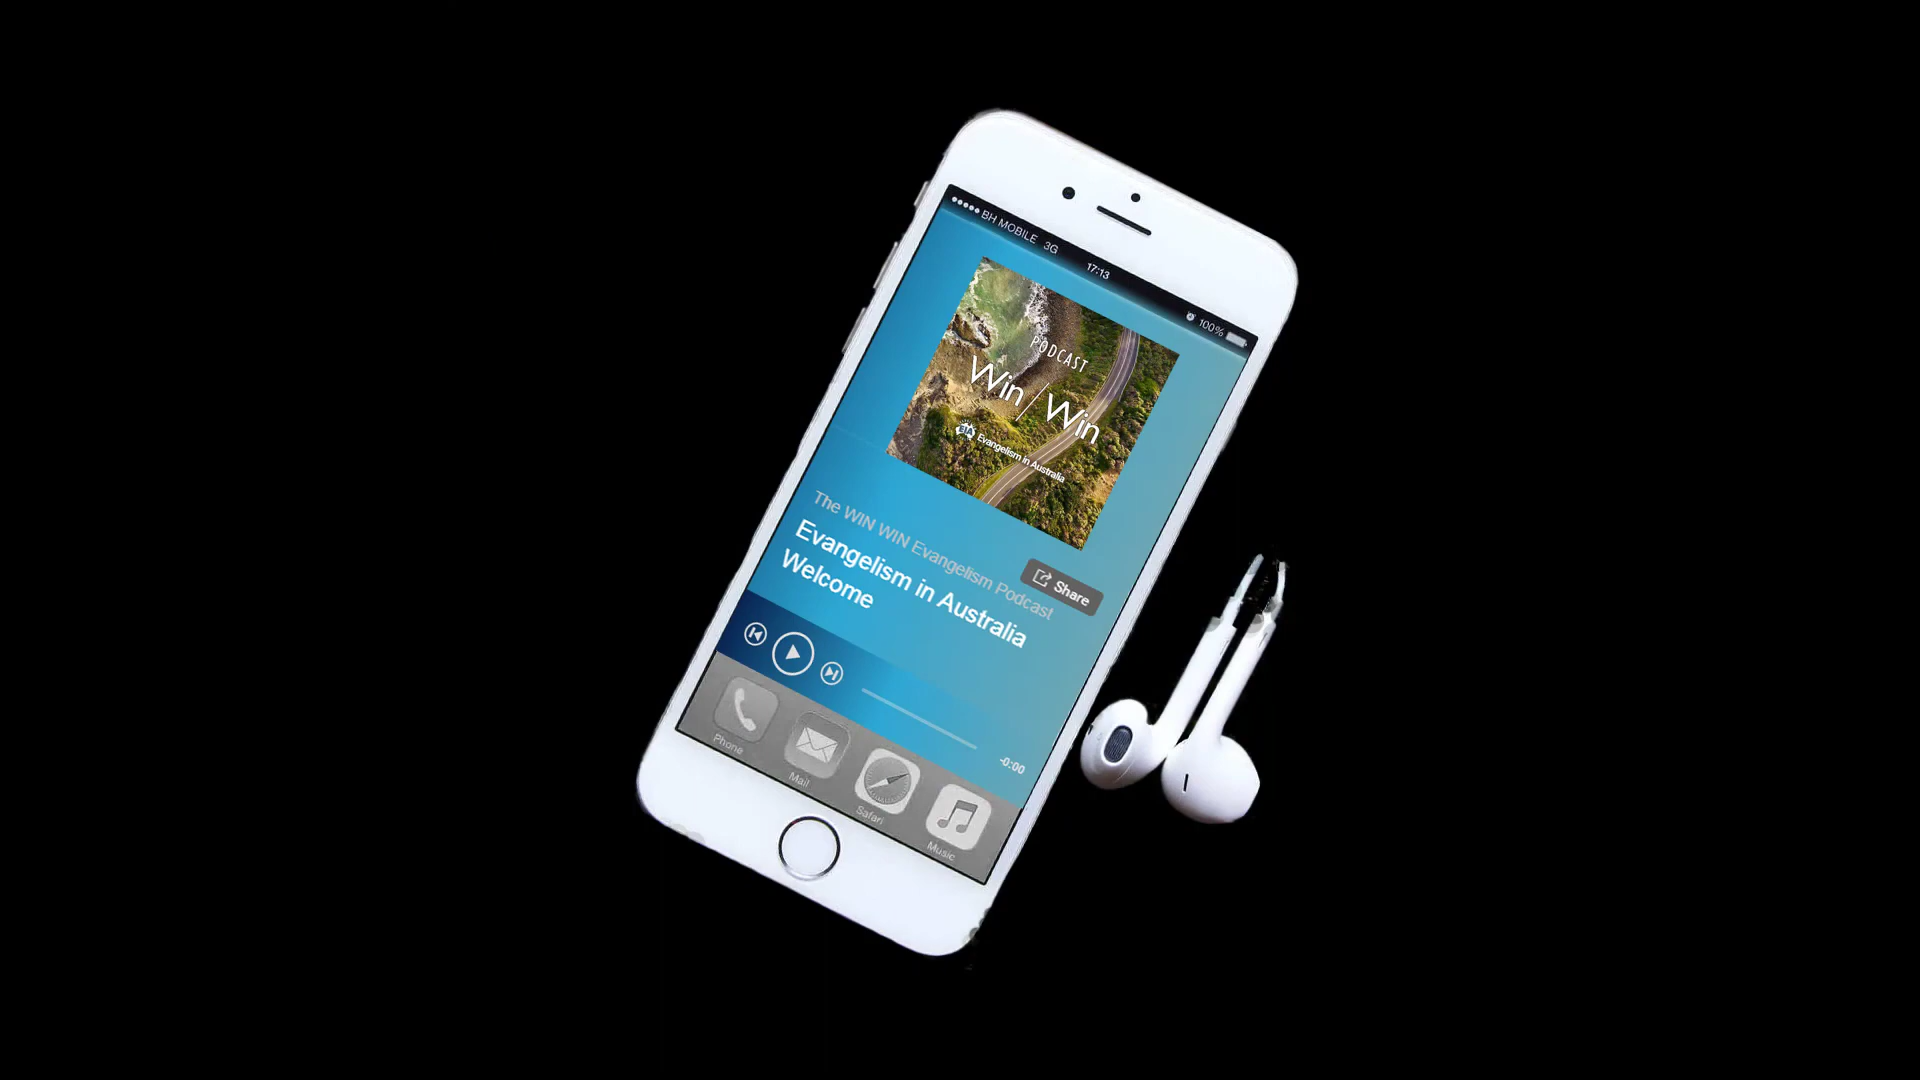 BH MOBILE 3G
17:13
100%
PODCAST
Win / Win
EIA Evangelism in Australia
The WIN WIN Evangelism Podcast
Share
Evangelism in Australia
Welcome
-0:00
Phone
Mail
Safari
Music